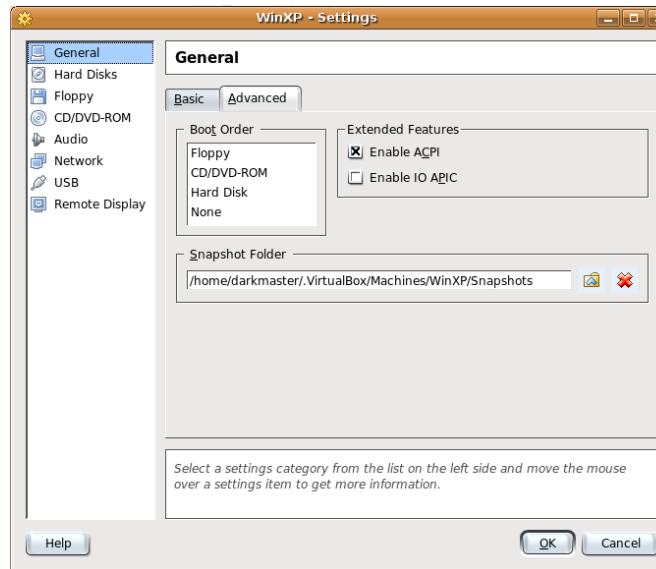 WinXP - Settings
General
Hard Disks
Floppy
CD/DVD-ROM
Audio
Network
USB
Remote Display
General
Basic
Advanced
Boot Order
Floppy
CD/DVD-ROM
Hard Disk
None
Extended Features
Enable ACPI
Enable IO APIC
Snapshot Folder
/home/darkmaster/.VirtualBox/Machines/WinXP/Snapshots
Select a settings category from the list on the left side and move the mouse
over a settings item to get more information.
Help
OK
Cancel